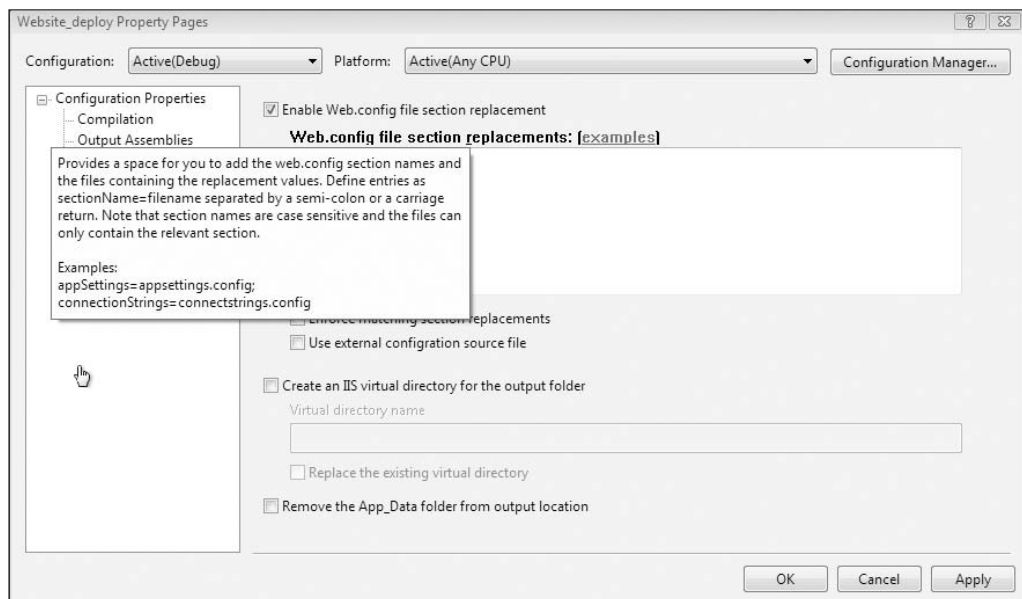 Website_deploy Property Pages
Configuration: Active(Debug) Platform: Active(Any CPU) Configuration Manager...
Configuration Properties
Compilation
Output Assemblies
Enable Web.config file section replacement
Web.config file section replacements: (examples)
Provides a space for you to add the web.config section names and
the files containing the replacement values. Define entries as
sectionName=filename separated by a semi-colon or a carriage
return. Note that section names are case sensitive and the files can
only contain the relevant section.
Examples:
appSettings=appsettings.config;
connectionStrings=connectstrings.config
Enforce matching section replacements
Use external configration source file
Create an IIS virtual directory for the output folder
Virtual directory name
Replace the existing virtual directory
Remove the App_Data folder from output location
OK Cancel Apply